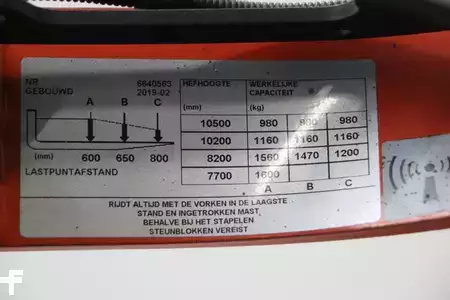 NR 6640563
GEBOUWD 2019-02
A B C
(mm) 600 650 800
LASTPUNTAFSTAND
HEFHOOGTE WERKELIJKE
CAPACITEIT
(mm) (kg)
10500 980 980 980
10200 1160 1160 1160
8200 1560 1470 1200
7700 1600
A B C
RIJDT ALTIJD MET DE VORKEN IN DE LAAGSTE
STAND EN INGETROKKEN MAST,
BEHALVE BIJ HET STAPELEN.
STEUNBLOKKEN VEREIST